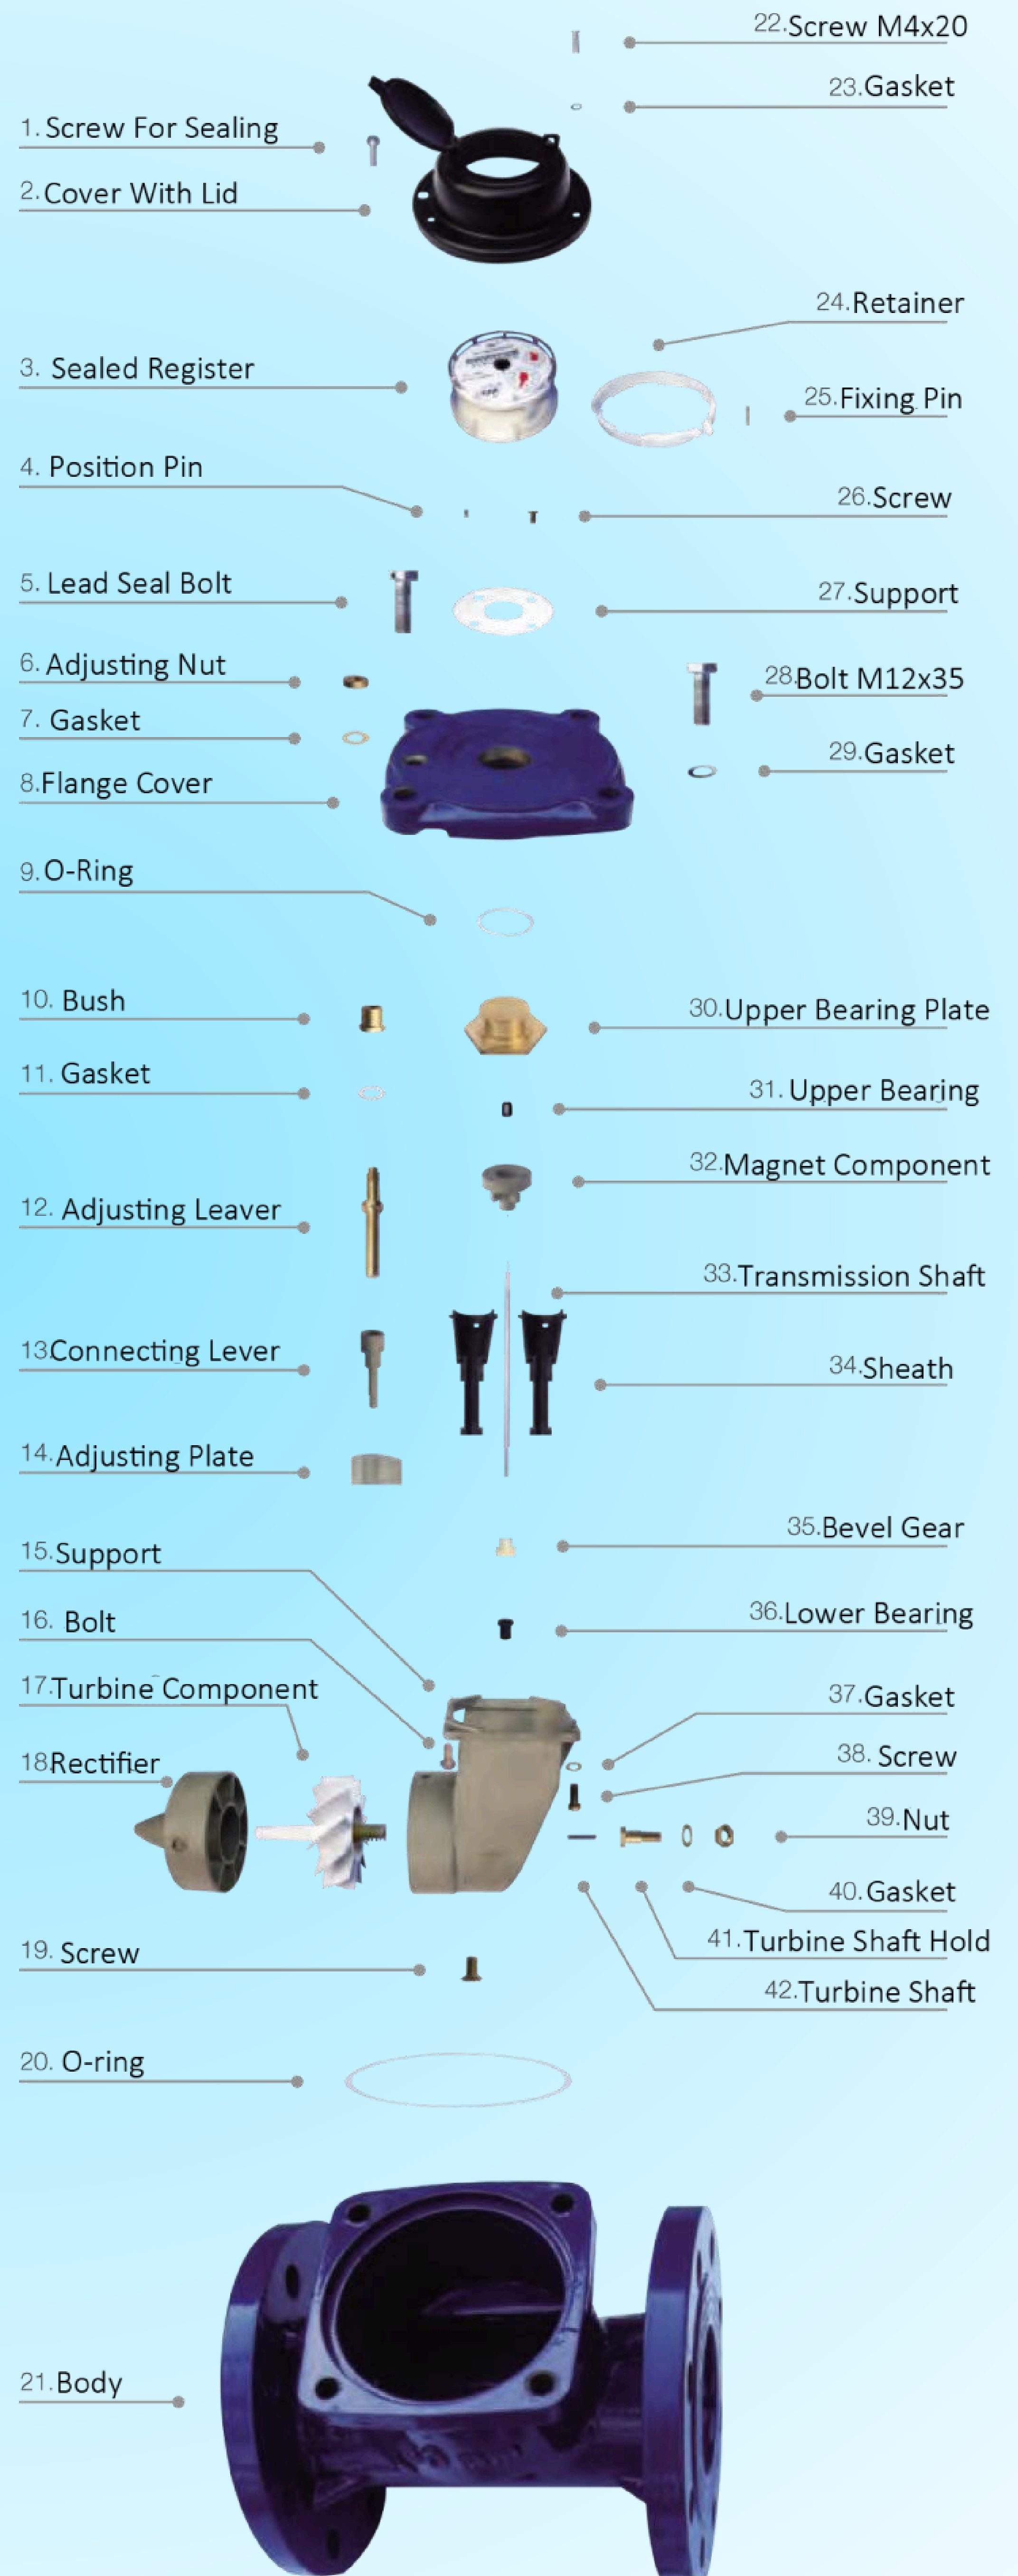 1. Screw For Sealing
2. Cover With Lid
3. Sealed Register
4. Position Pin
5. Lead Seal Bolt
6. Adjusting Nut
7. Gasket
8. Flange Cover
9. O-Ring
10. Bush
11. Gasket
12. Adjusting Leaver
13 Connecting Lever
14. Adjusting Plate
15. Support
16. Bolt
17. Turbine Component
18 Rectifier
19. Screw
20. O-ring
21. Body
22. Screw M4x20
23. Gasket
24. Retainer
25. Fixing Pin
26. Screw
27. Support
28 Bolt M12x35
29. Gasket
30. Upper Bearing Plate
31. Upper Bearing
32. Magnet Component
33. Transmission Shaft
34. Sheath
35. Bevel Gear
36. Lower Bearing
37. Gasket
38. Screw
39. Nut
40. Gasket
41. Turbine Shaft Hold
42. Turbine Shaft